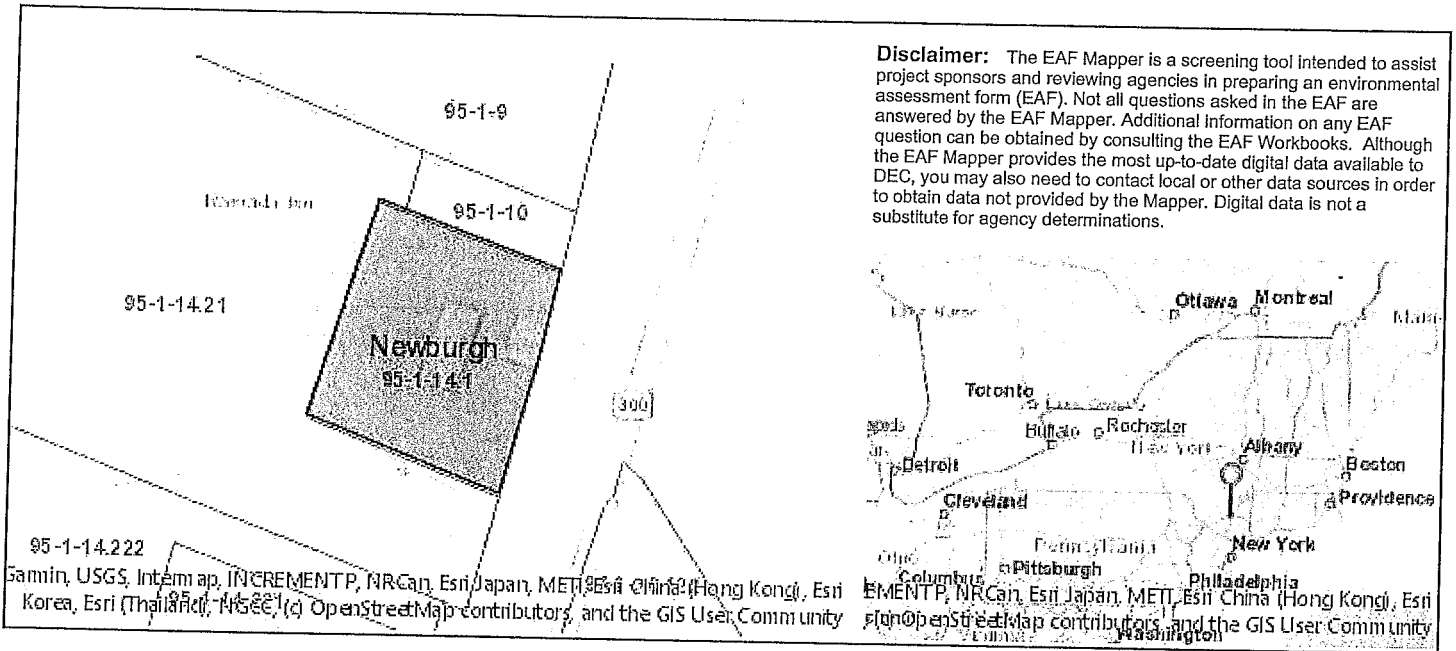 95-1-9
95-1-10
95-1-14.21
Newburgh
95-1-14.1
300
95-1-14.222
Garmin, USGS, Intermap, INCREMENT P, NRCan, Esri Japan, METI, Esri China (Hong Kong), Esri
Korea, Esri (Thailand), NGCC, (c) OpenStreetMap contributors, and the GIS User Community
Disclaimer: The EAF Mapper is a screening tool intended to assist
project sponsors and reviewing agencies in preparing an environmental
assessment form (EAF). Not all questions asked in the EAF are
answered by the EAF Mapper. Additional information on any EAF
question can be obtained by consulting the EAF Workbooks. Although
the EAF Mapper provides the most up-to-date digital data available to
DEC, you may also need to contact local or other data sources in order
to obtain data not provided by the Mapper. Digital data is not a
substitute for agency determinations.
Ottawa
Montreal
Toronto
Buffalo
Rochester
New York
Albany
Detroit
Boston
Providence
Cleveland
Pennsylvania
New York
Pittsburgh
Columbus
Philadelphia
EMENT P, NRCan, Esri Japan, METI, Esri China (Hong Kong), Esri
OpenStreetMap contributors, and the GIS User Community
Washington